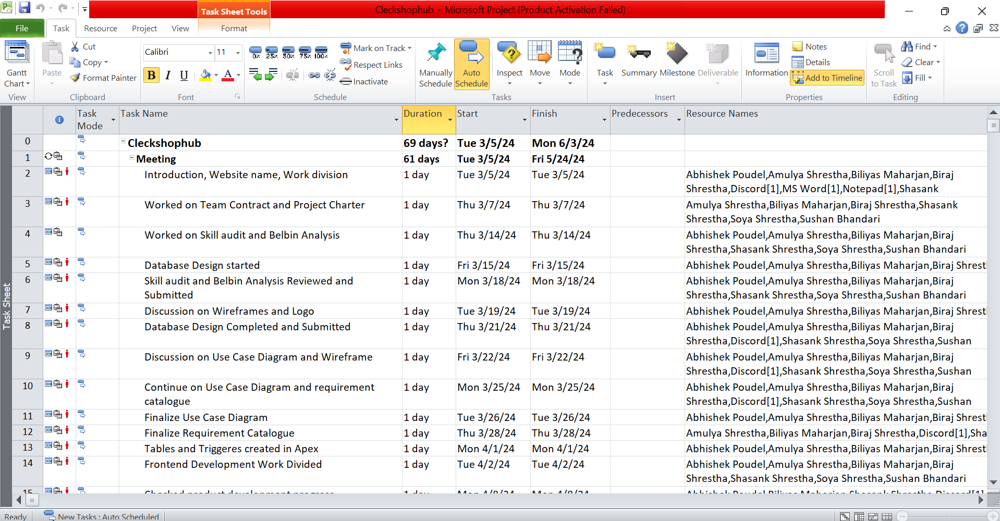 Task Sheet Tools
Cleckshophub - Microsoft Project (Product Activation Failed)
File Task Resource Project View Format
Gantt Chart
View
Paste
Cut
Copy
Format Painter
Clipboard
Calibri 11
B I U A
Font
0% 25% 50% 75% 100%
Mark on Track
Respect Links
Inactivate
Schedule
Manually Schedule
Auto Schedule
Inspect
Move
Mode
Tasks
Task
Summary
Milestone
Deliverable
Insert
Information
Notes
Details
Add to Timeline
Properties
Scroll to Task
Find
Clear
Fill
Editing
Task Mode Task Name Duration Start Finish Predecessors Resource Names
0 Cleckshophub 69 days? Tue 3/5/24 Mon 6/3/24
1 Meeting 61 days Tue 3/5/24 Fri 5/24/24
2 Introduction, Website name, Work division 1 day Tue 3/5/24 Tue 3/5/24 Abhishek Poudel,Amulya Shrestha,Biliyas Maharjan,Biraj
Shrestha,Discord[1],MS Word[1],Notepad[1],Shasank
3 Worked on Team Contract and Project Charter 1 day Thu 3/7/24 Thu 3/7/24 Amulya Shrestha,Biliyas Maharjan,Biraj Shrestha,Shasank
Shrestha,Soya Shrestha,Sushan Bhandari
4 Worked on Skill audit and Belbin Analysis 1 day Thu 3/14/24 Thu 3/14/24 Abhishek Poudel,Amulya Shrestha,Biliyas Maharjan,Biraj
Shrestha,Shasank Shrestha,Soya Shrestha,Sushan Bhandari
5 Database Design started 1 day Fri 3/15/24 Fri 3/15/24 Abhishek Poudel,Amulya Shrestha,Biliyas Maharjan,Biraj Shrest
6 Skill audit and Belbin Analysis Reviewed and 1 day Mon 3/18/24 Mon 3/18/24 Abhishek Poudel,Amulya Shrestha,Biliyas Maharjan,Biraj
Submitted Shrestha,Shasank Shrestha,Soya Shrestha,Sushan Bhandari
7 Discussion on Wireframes and Logo 1 day Tue 3/19/24 Tue 3/19/24 Abhishek Poudel,Amulya Shrestha,Biliyas Maharjan,Biraj Shrest
8 Database Design Completed and Submitted 1 day Thu 3/21/24 Thu 3/21/24 Abhishek Poudel,Amulya Shrestha,Biliyas Maharjan,Biraj
Shrestha,Discord[1],Shasank Shrestha,Soya Shrestha,Sushan
9 Discussion on Use Case Diagram and Wireframe 1 day Fri 3/22/24 Fri 3/22/24 Abhishek Poudel,Amulya Shrestha,Biliyas Maharjan,Biraj
Shrestha,Discord[1],Shasank Shrestha,Soya Shrestha,Sushan
10 Continue on Use Case Diagram and requirement 1 day Mon 3/25/24 Mon 3/25/24 Abhishek Poudel,Amulya Shrestha,Biliyas Maharjan,Biraj
catalogue Shrestha,Discord[1],Shasank Shrestha,Soya Shrestha,Sushan
11 Finalize Use Case Diagram 1 day Tue 3/26/24 Tue 3/26/24 Abhishek Poudel,Amulya Shrestha,Biliyas Maharjan,Biraj Shrest
12 Finalize Requirement Catalogue 1 day Thu 3/28/24 Thu 3/28/24 Amulya Shrestha,Biliyas Maharjan,Biraj Shrestha,Discord[1],Sha
13 Tables and Triggeres created in Apex 1 day Mon 4/1/24 Mon 4/1/24 Abhishek Poudel,Amulya Shrestha,Biliyas Maharjan,Biraj Shrest
14 Frontend Development Work Divided 1 day Tue 4/2/24 Tue 4/2/24 Abhishek Poudel,Amulya Shrestha,Biliyas Maharjan,Biraj
Shrestha,Shasank Shrestha,Soya Shrestha,Sushan Bhandari
15 Checked product development progress 1 day Mon 4/8/24 Mon 4/8/24 Abhishek Poudel,Biliyas Maharjan,Shasank Shrestha,Discord[1]
Task Sheet
Ready New Tasks : Auto Scheduled